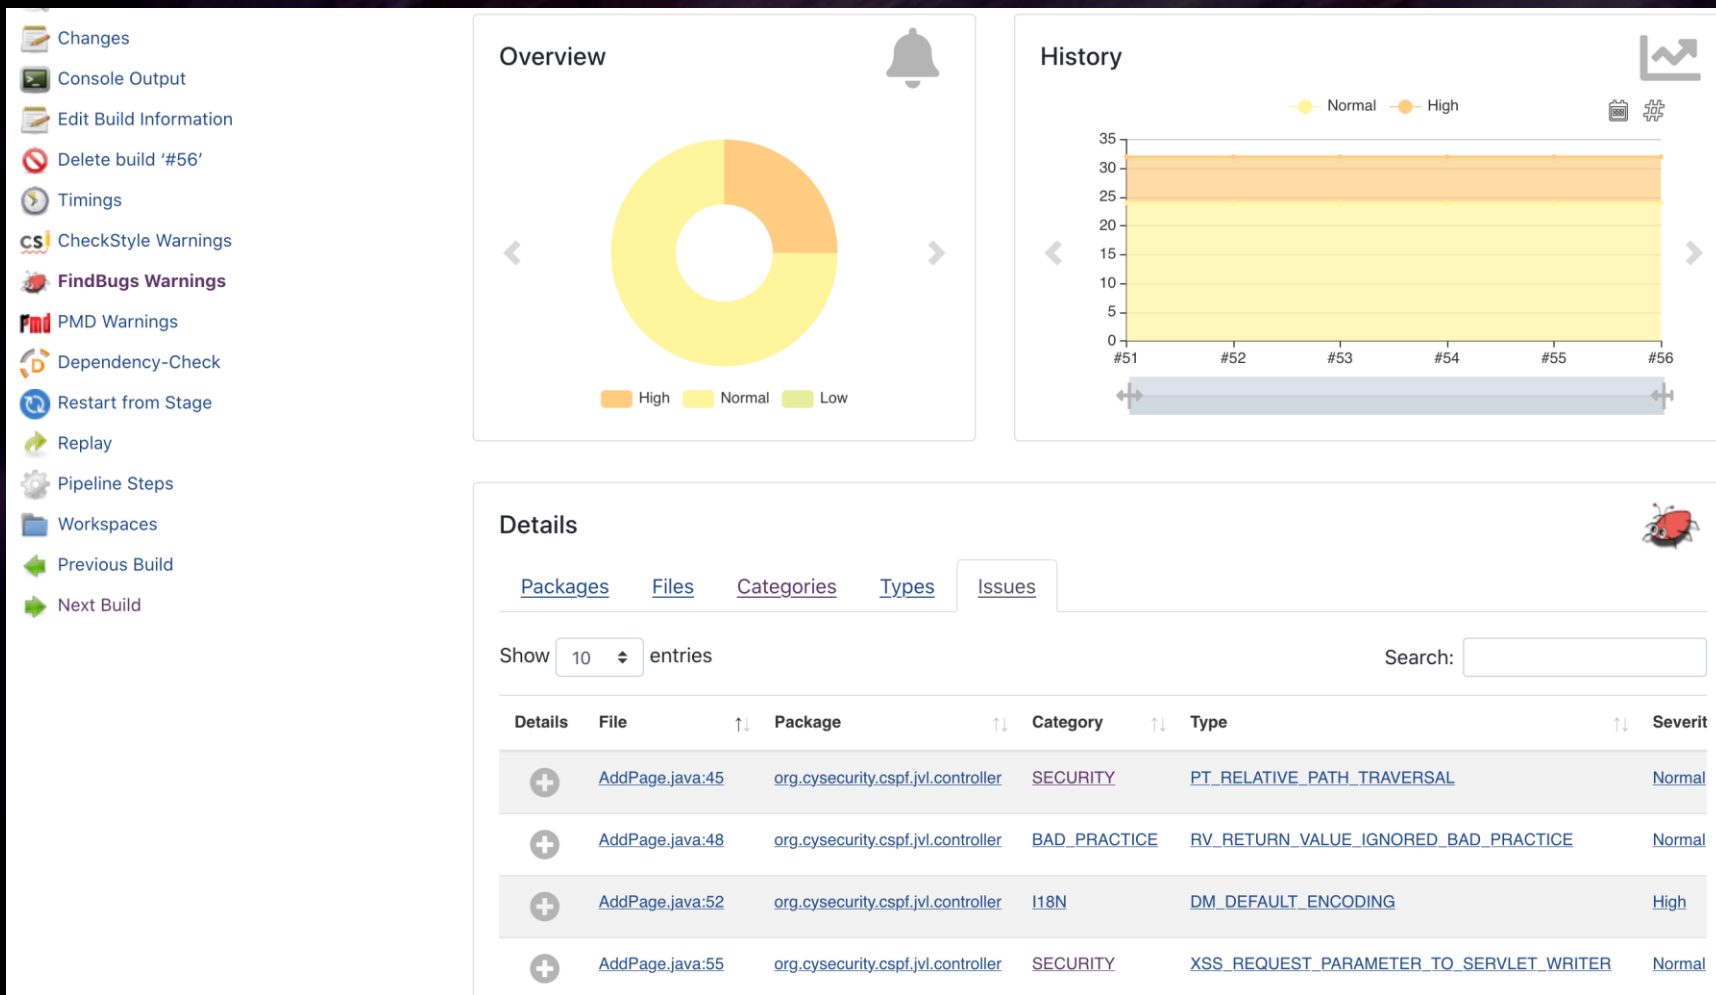 Changes
Console Output
Edit Build Information
Delete build ‘#56’
Timings
CheckStyle Warnings
FindBugs Warnings
PMD Warnings
Dependency-Check
Restart from Stage
Replay
Pipeline Steps
Workspaces
Previous Build
Next Build
Overview
High Normal Low
History
Normal High
35
30
25
20
15
10
5
0
#51 #52 #53 #54 #55 #56
Details
Packages Files Categories Types Issues
Show 10 entries Search:
Details File Package Category Type Severit
AddPage.java:45 org.cysecurity.cspf.jvl.controller SECURITY PT_RELATIVE_PATH_TRAVERSAL Normal
AddPage.java:48 org.cysecurity.cspf.jvl.controller BAD_PRACTICE RV_RETURN_VALUE_IGNORED_BAD_PRACTICE Normal
AddPage.java:52 org.cysecurity.cspf.jvl.controller I18N DM_DEFAULT_ENCODING High
AddPage.java:55 org.cysecurity.cspf.jvl.controller SECURITY XSS_REQUEST_PARAMETER_TO_SERVLET_WRITER Normal